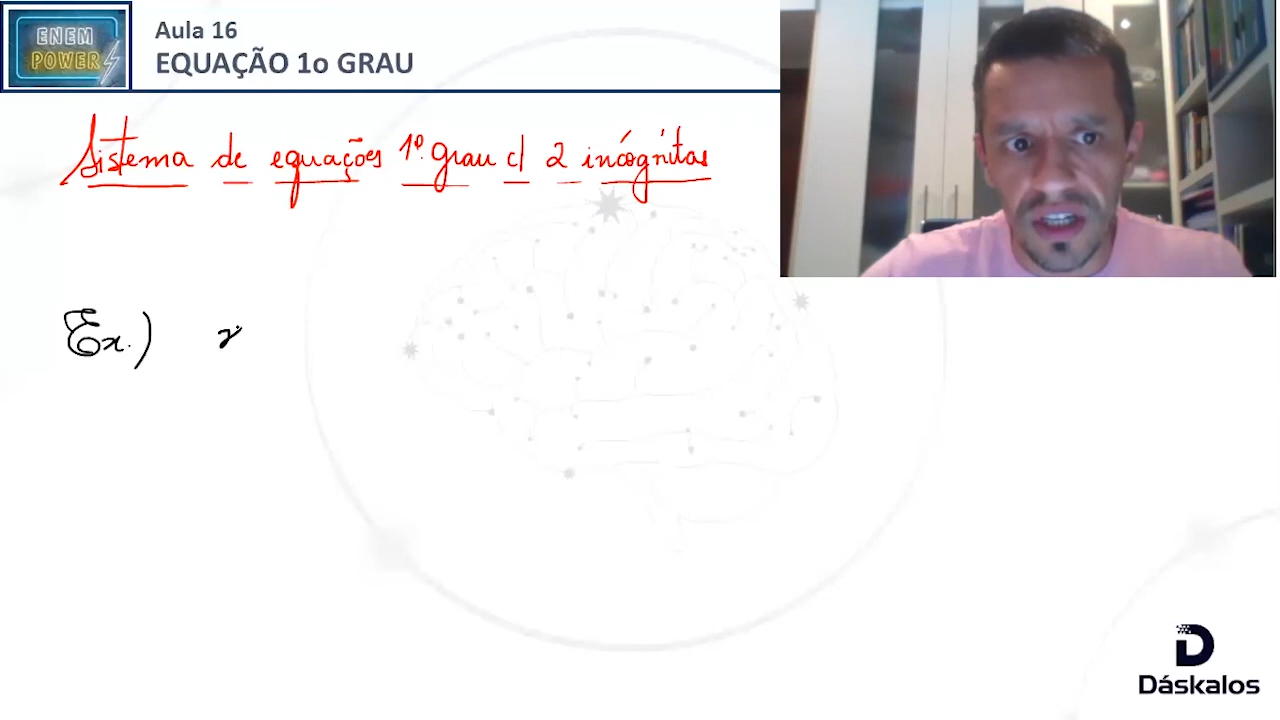 ENEM
POWER
Aula 16
EQUAÇÃO 1o GRAU
Sistema de equações 1º. grau c/ 2 incógnitas
Ex.)
Dáskalos